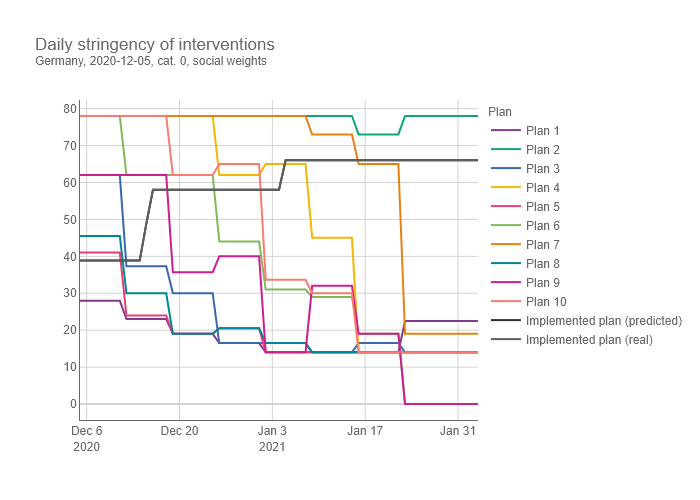 Daily stringency of interventions
Germany, 2020-12-05, cat. 0, social weights
80
70
60
50
40
30
20
10
0
Dec 6
2020
Dec 20
Jan 3
2021
Jan 17
Jan 31
Plan
Plan 1
Plan 2
Plan 3
Plan 4
Plan 5
Plan 6
Plan 7
Plan 8
Plan 9
Plan 10
Implemented plan (predicted)
Implemented plan (real)